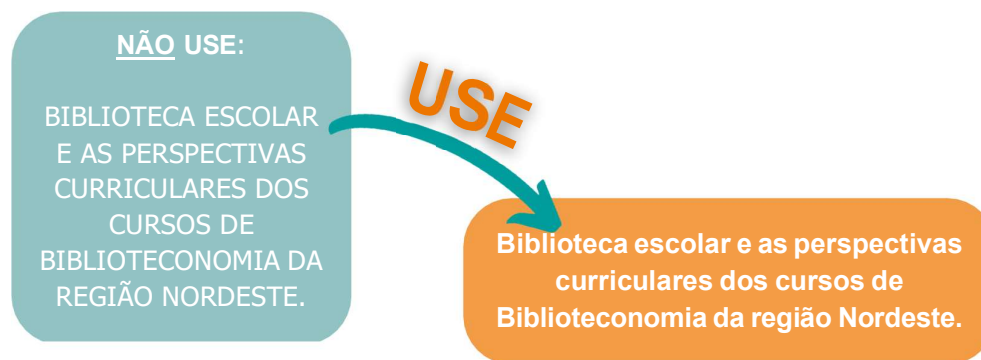 NÃO USE:
BIBLIOTECA ESCOLAR
E AS PERSPECTIVAS
CURRICULARES DOS
CURSOS DE
BIBLIOTECONOMIA DA
REGIÃO NORDESTE.
USE
Biblioteca escolar e as perspectivas
curriculares dos cursos de
Biblioteconomia da região Nordeste.